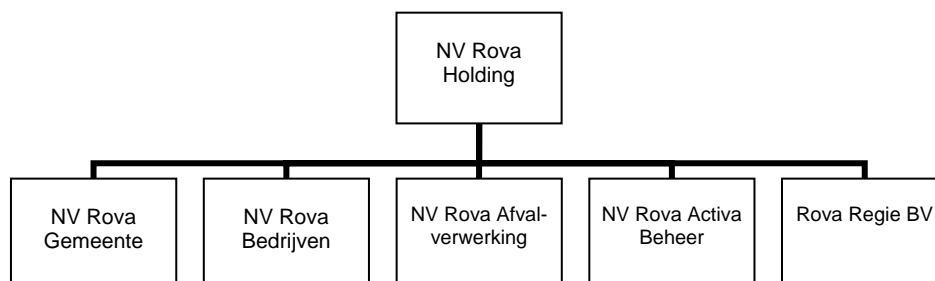 NV Rova
Holding
NV Rova
Gemeente
NV Rova
Bedrijven
NV Rova Afval-
verwerking
NV Rova Activa
Beheer
Rova Regie BV